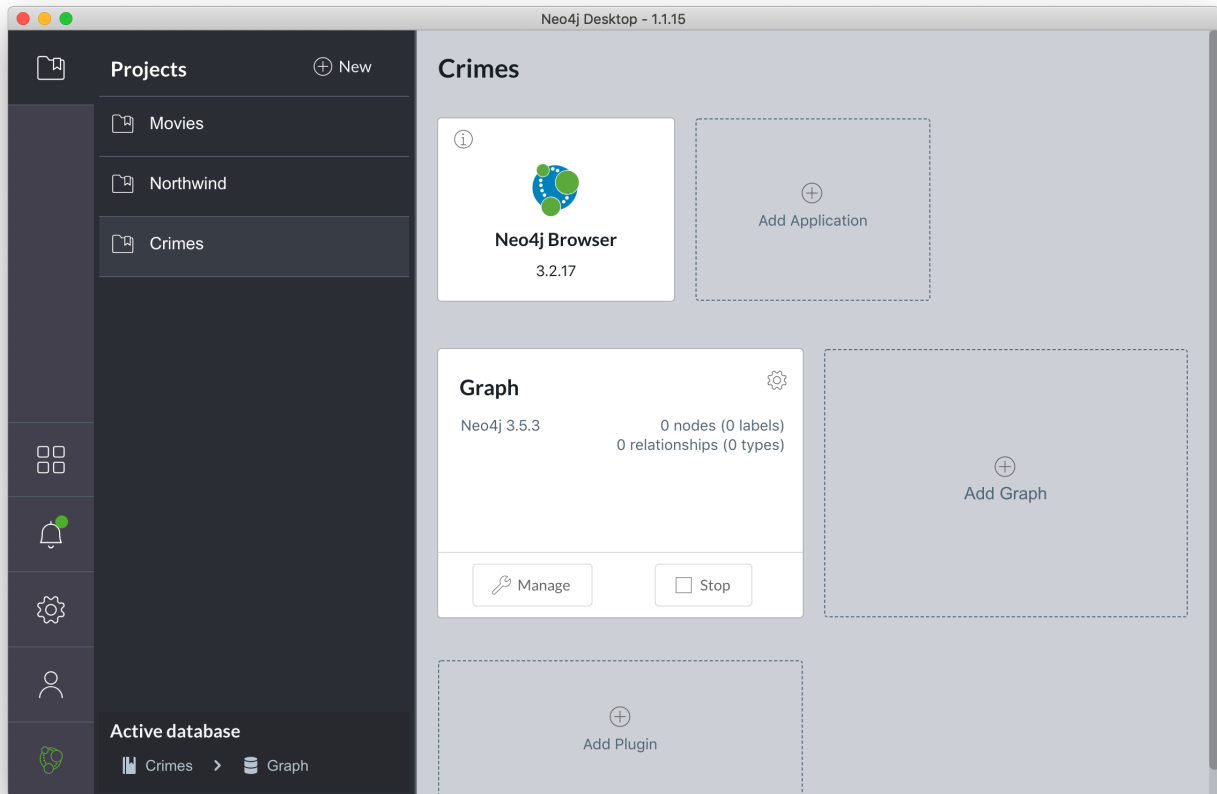 Neo4j Desktop - 1.1.15
Projects
New
Movies
Northwind
Crimes
Active database
Crimes > Graph
Crimes
Neo4j Browser
3.2.17
Add Application
Graph
Neo4j 3.5.3
0 nodes (0 labels)
0 relationships (0 types)
Manage
Stop
Add Graph
Add Plugin